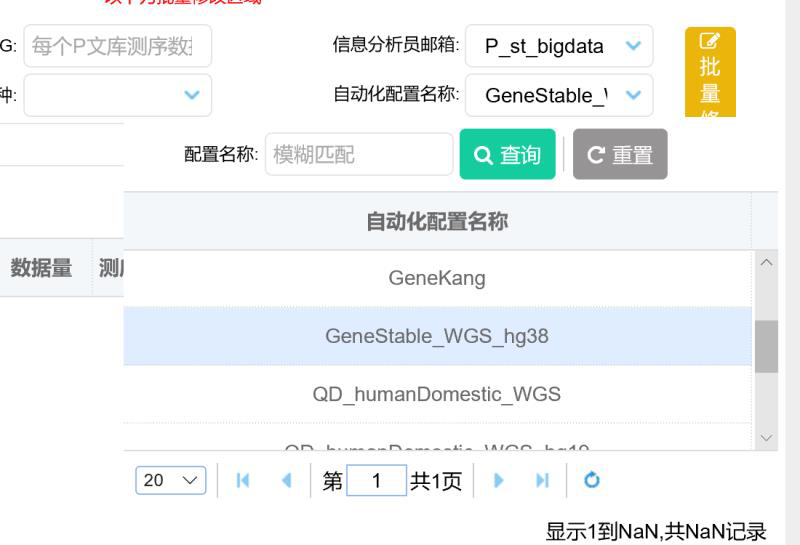 以下为批量修改区域
G: 每个P文库测序数据
信息分析员邮箱: P_st_bigdata
批量
种:
自动化配置名称: GeneStable_W
配置名称: 模糊匹配 查询 重置
自动化配置名称
数据量
GeneKang
GeneStable_WGS_hg38
QD_humanDomestic_WGS
QD_humanDomestic_WGS_hg19
20 第 1 共1页
显示1到NaN,共NaN记录